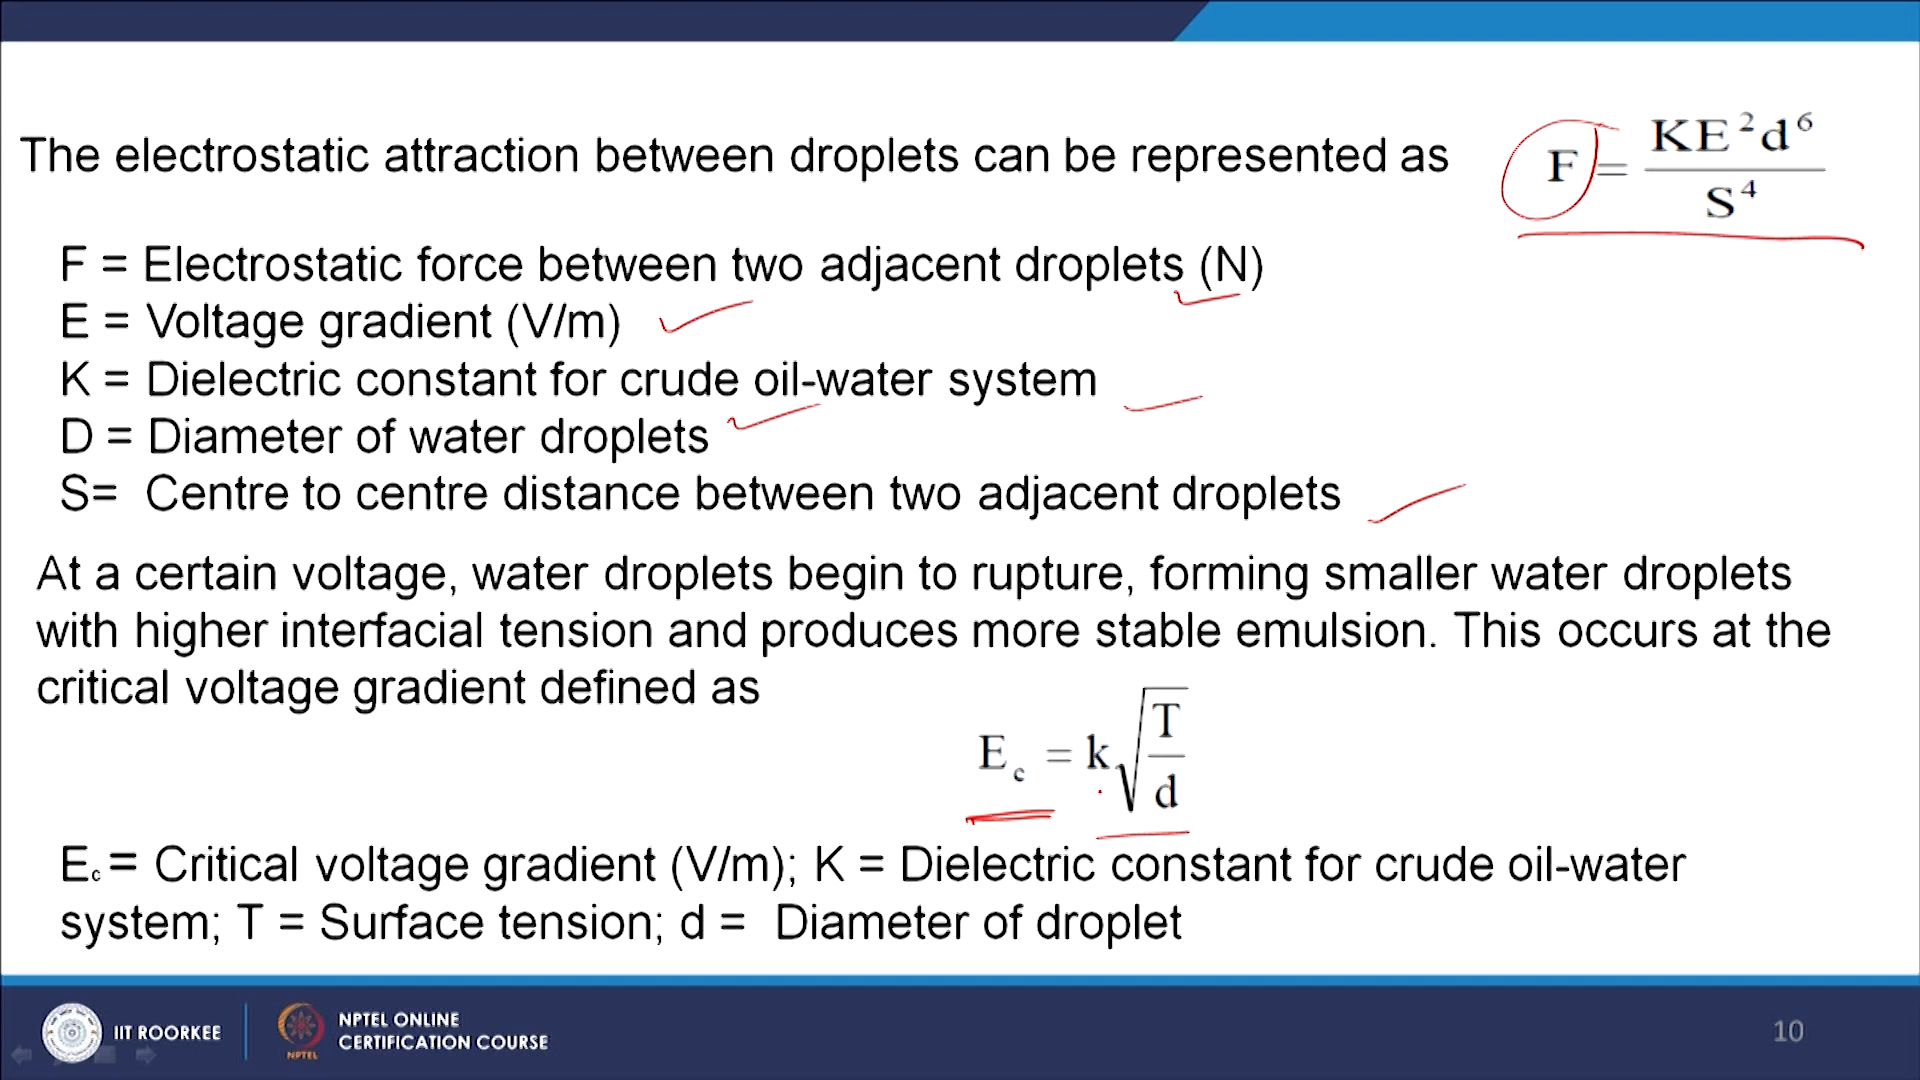 The electrostatic attraction between droplets can be represented as F = KE²d⁶ / S⁴
F = Electrostatic force between two adjacent droplets (N)
E = Voltage gradient (V/m)
K = Dielectric constant for crude oil-water system
D = Diameter of water droplets
S= Centre to centre distance between two adjacent droplets
At a certain voltage, water droplets begin to rupture, forming smaller water droplets
with higher interfacial tension and produces more stable emulsion. This occurs at the
critical voltage gradient defined as
E_c = k√(T/d)
Ec = Critical voltage gradient (V/m); K = Dielectric constant for crude oil-water
system; T = Surface tension; d = Diameter of droplet
IIT ROORKEE
NPTEL
NPTEL ONLINE
CERTIFICATION COURSE
10